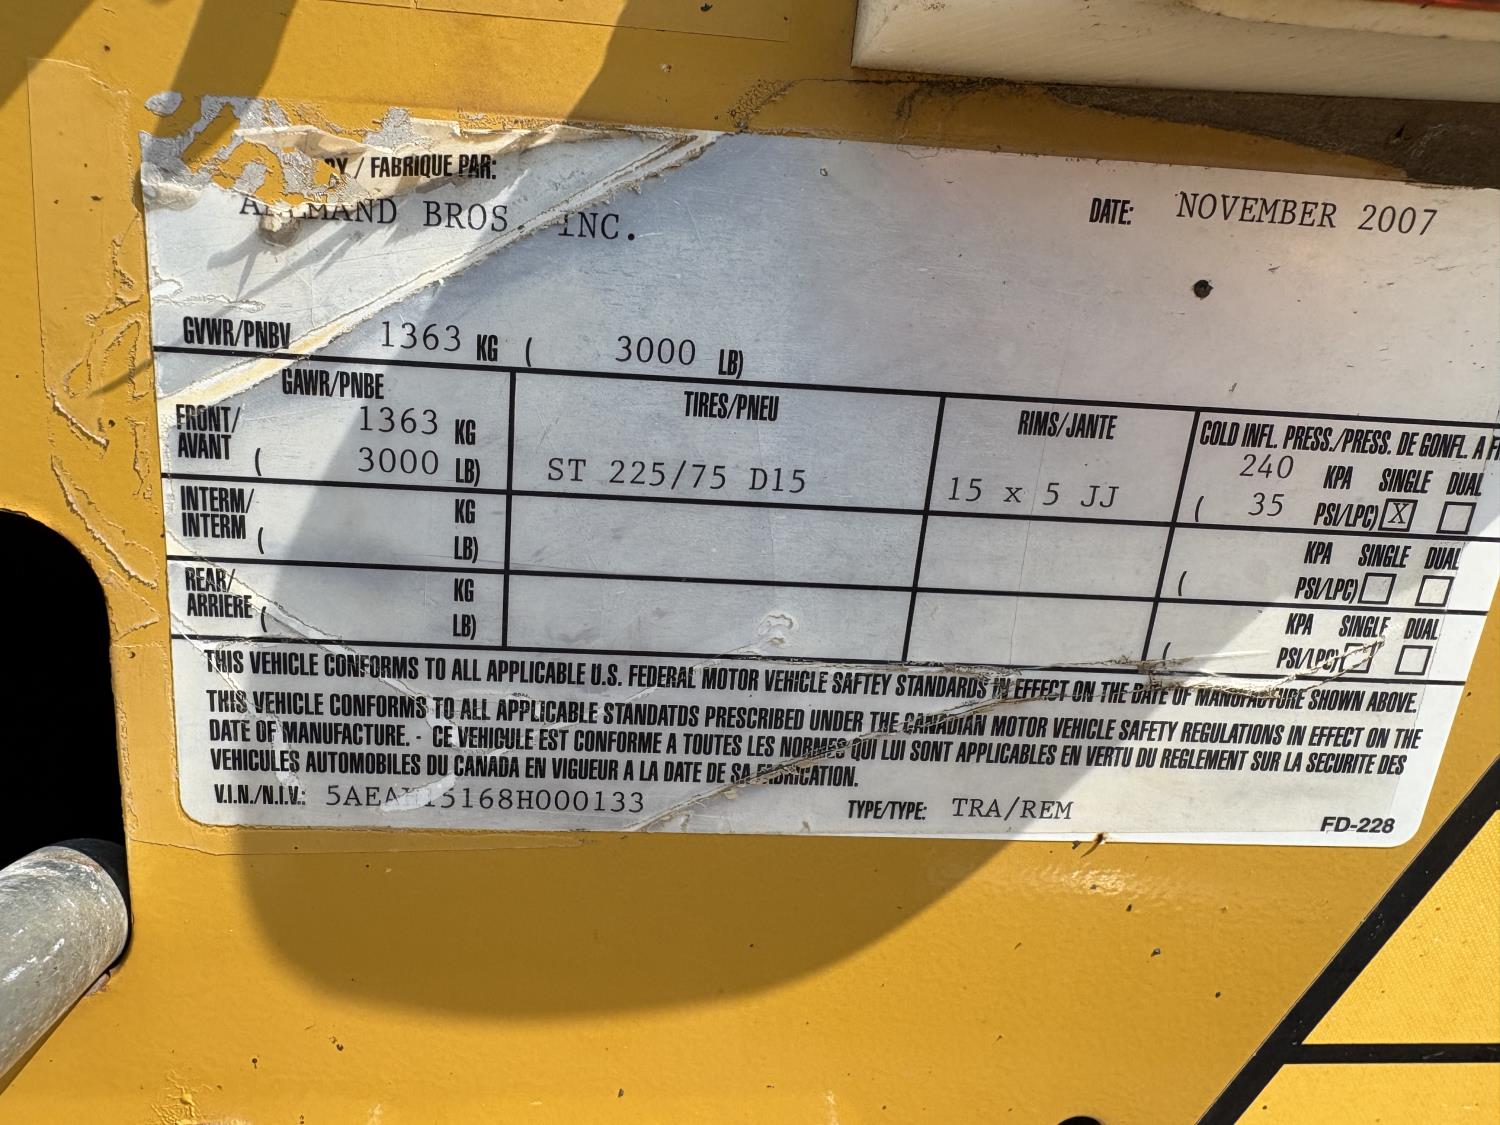 / FABRIQUE PAR:
BROS. INC.
DATE: NOVEMBER 2007
GVWR/PNBV 1363 KG ( 3000 LB)
GAWR/PNBE TIRES/PNEU RIMS/JANTE COLD INFL. PRESS./PRESS. DE GONFL. A
FRONT/ 1363 KG 240 KPA SINGLE DUAL
AVANT ( 3000 LB) ST 225/75 D15 15 x 5 JJ ( 35 PSI/LPC) X
INTERM/ KG KPA SINGLE DUAL
INTERM ( LB) ( PSI/LPC)
REAR/ KG KPA SINGLE DUAL
ARRIERE ( LB) ( PSI/LPC)
THIS VEHICLE CONFORMS TO ALL APPLICABLE U.S. FEDERAL MOTOR VEHICLE SAFTEY STANDARDS IN EFFECT ON THE DATE OF MANUFACTURE SHOWN ABOVE.
THIS VEHICLE CONFORMS TO ALL APPLICABLE STANDATDS PRESCRIBED UNDER THE CANADIAN MOTOR VEHICLE SAFETY REGULATIONS IN EFFECT ON THE
DATE OF MANUFACTURE. - CE VEHICULE EST CONFORME A TOUTES LES NORMES QUI LUI SONT APPLICABLES EN VERTU DU REGLEMENT SUR LA SECURITE DES
VEHICULES AUTOMOBILES DU CANADA EN VIGUEUR A LA DATE DE SA FABRICATION.
V.I.N./N.I.V.: 5AEAH15168H000133 TYPE/TYPE: TRA/REM
FD-228